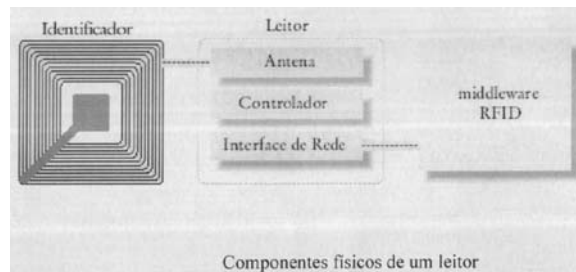 Identificador
Leitor
Antena
Controlador
Interface de Rede
middleware
RFID
Componentes físicos de um leitor